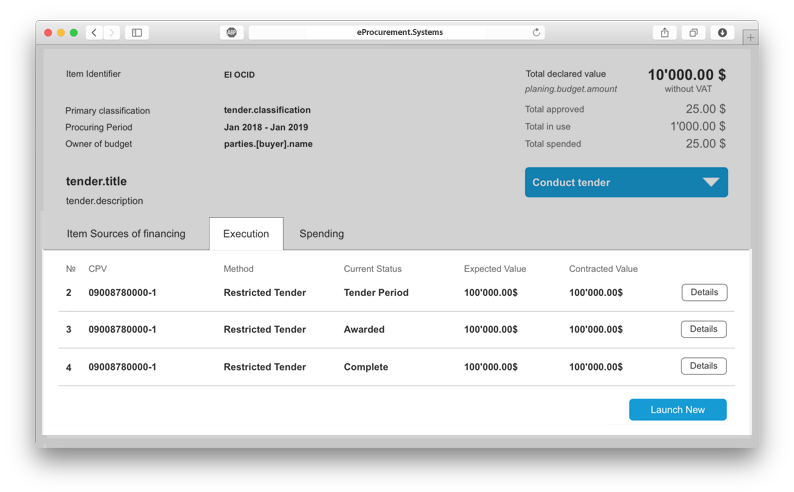 eProcurement.Systems
Item Identifier EI OCID
Total declared value 10'000.00 $
planing.budget.amount without VAT
Primary classification tender.classification
Total approved 25.00 $
Procuring Period Jan 2018 - Jan 2019
Total in use 1'000.00 $
Owner of budget parties.[buyer].name
Total spended 25.00 $
tender.title
Conduct tender
tender.description
Item Sources of financing Execution Spending
№ CPV Method Current Status Expected Value Contracted Value
2 09008780000-1 Restricted Tender Tender Period 100'000.00$ 100'000.00$ Details
3 09008780000-1 Restricted Tender Awarded 100'000.00$ 100'000.00$ Details
4 09008780000-1 Restricted Tender Complete 100'000.00$ 100'000.00$ Details
Launch New